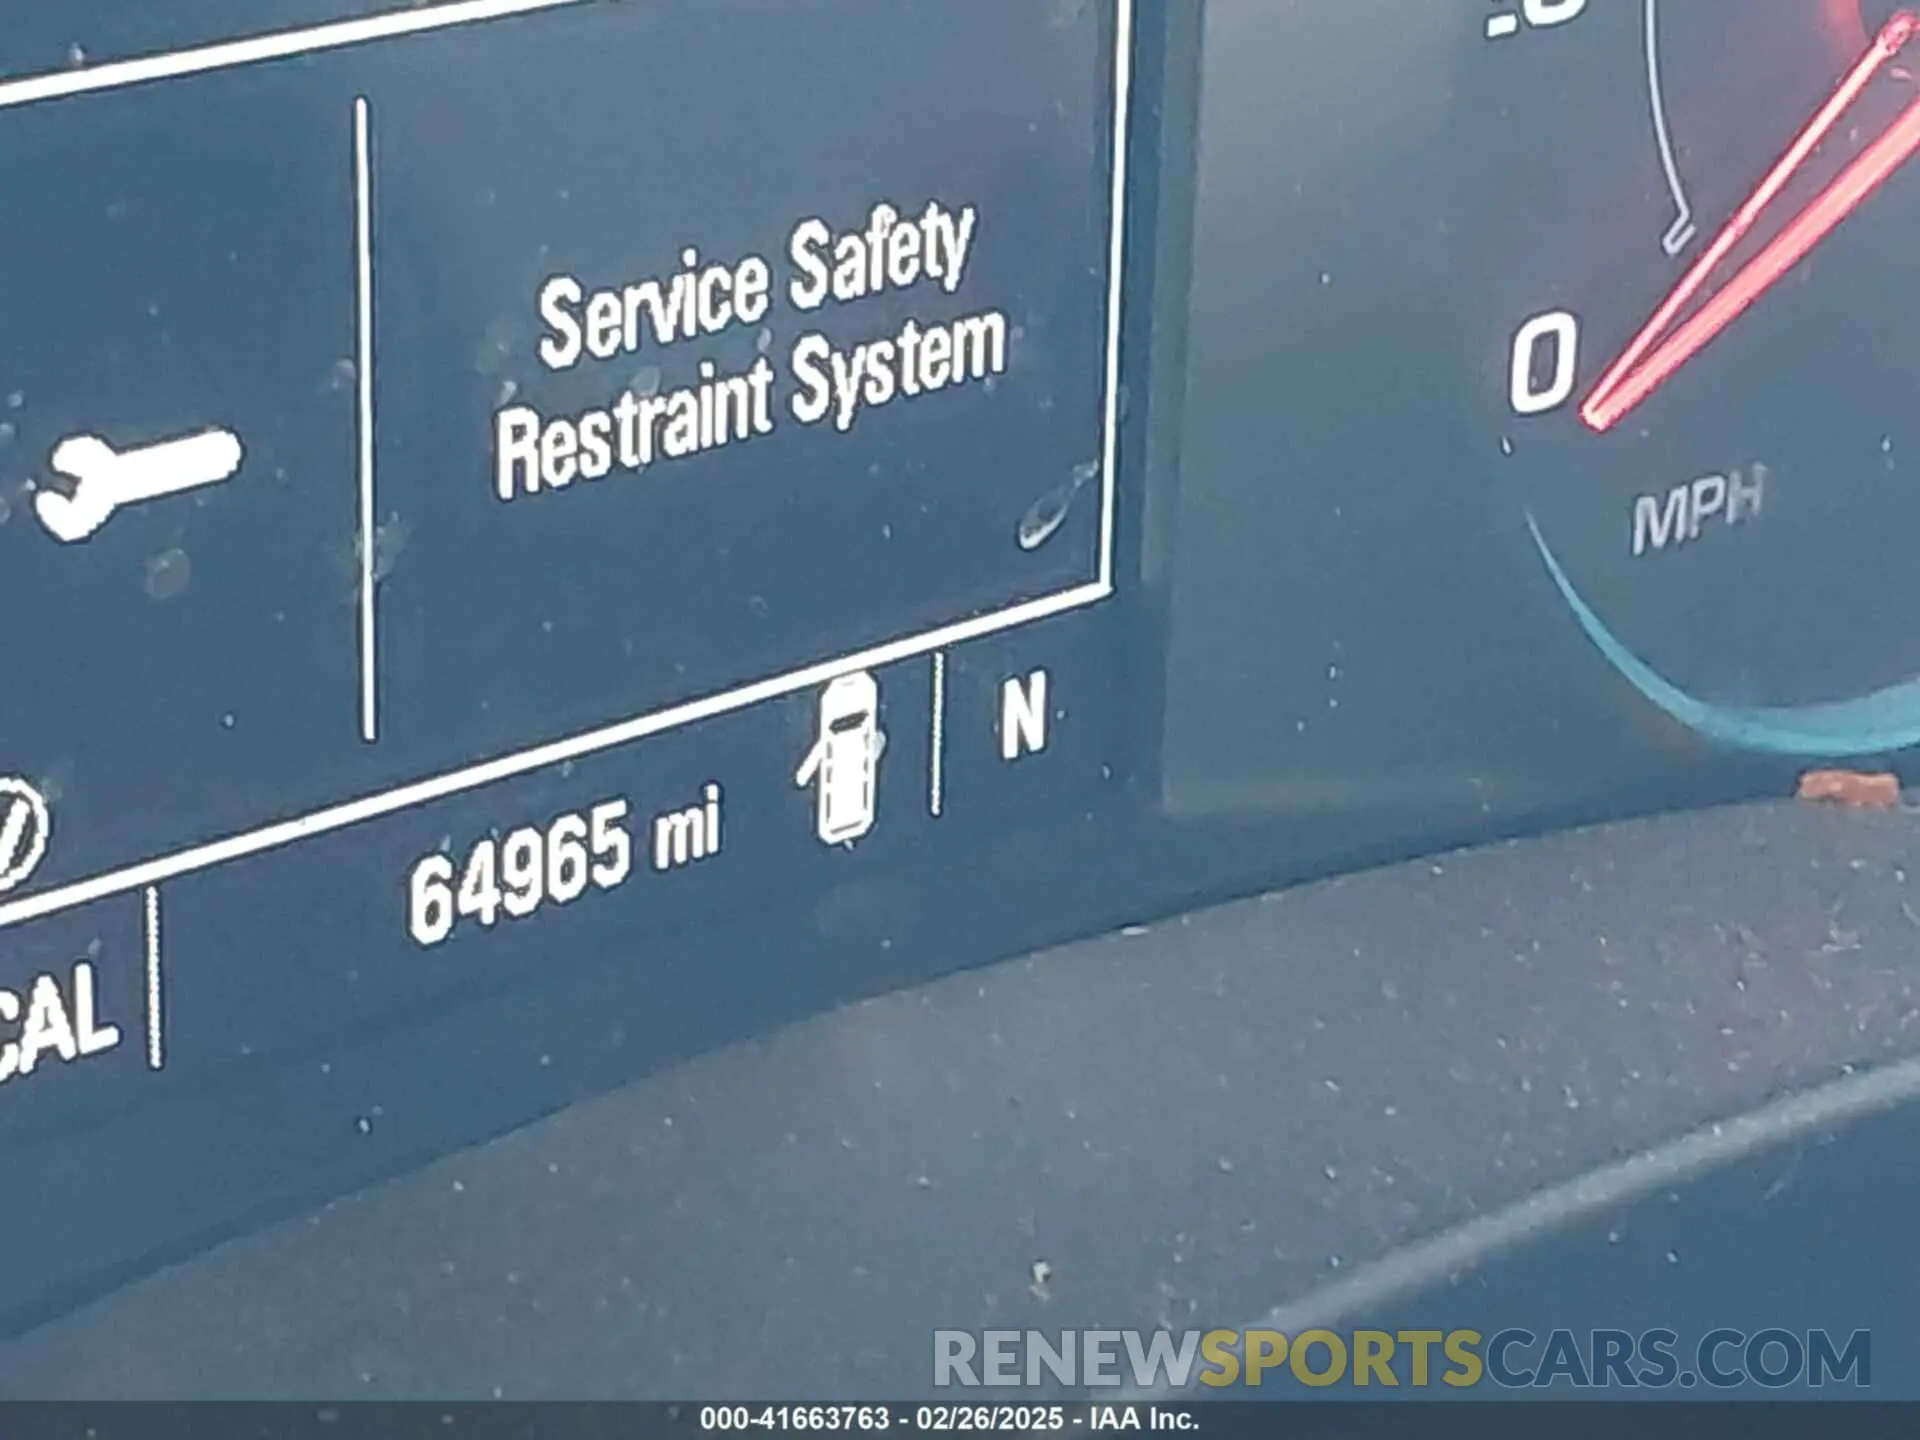 Service Safety
Restraint System
0
MPH
64965 mi
N
CAL
RENEWSPORTSCARS.COM
000-41663763 - 02/26/2025 - IAA Inc.